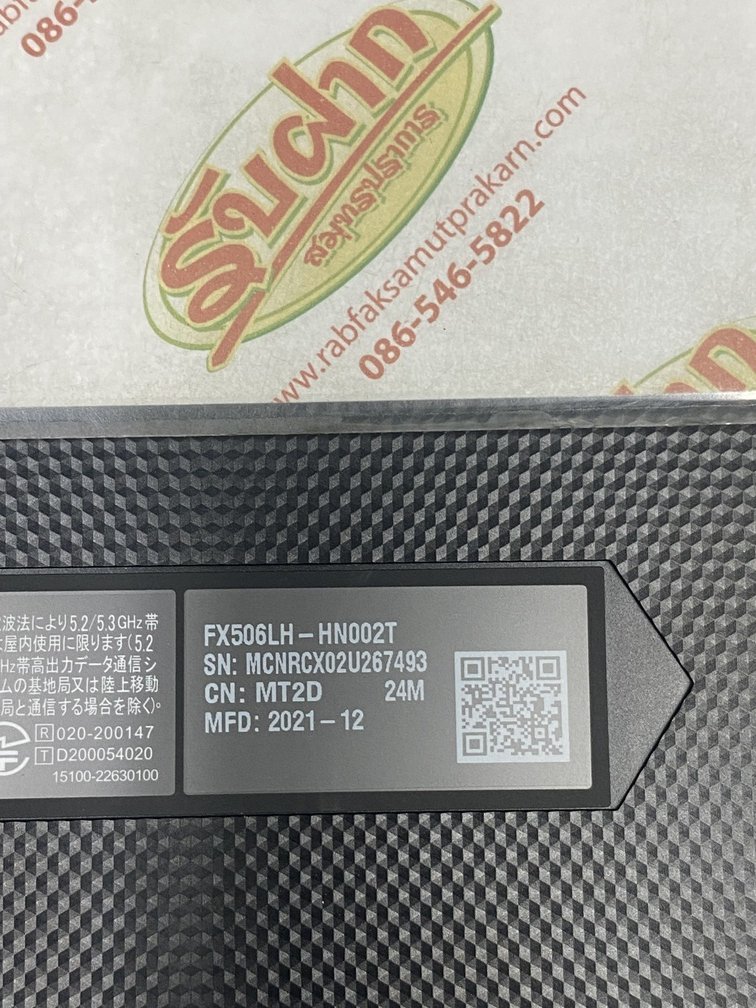 086-
รับฝาก
สมุทรปราการ
www.rabfaksamutprakarn.com
086-546-5822
波法により5.2/5.3GHz帯
は屋内使用に限ります(5.2
Hz帯高出力データ通信シ
ムの基地局又は陸上移動
局と通信する場合を除く)。
R 020-200147
T D200054020
15100-22630100
FX506LH-HN002T
SN: MCNRCX02U267493
CN: MT2D 24M
MFD: 2021-12